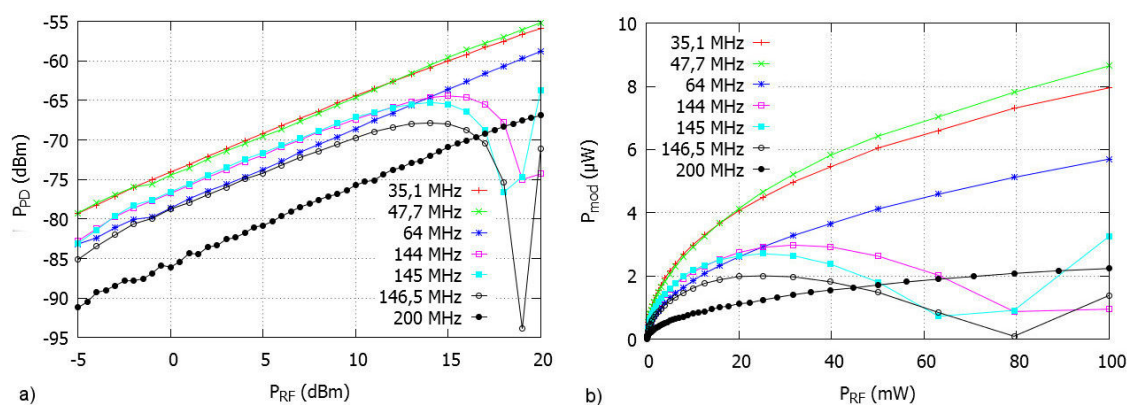 -55
-60
-65
-70
-75
-80
-85
-90
-95
P_PD (dBm)
35,1 MHz
47,7 MHz
64 MHz
144 MHz
145 MHz
146,5 MHz
200 MHz
-5 0 5 10 15 20
a) P_RF (dBm)
10
8
6
4
2
0
P_mod (µW)
35,1 MHz
47,7 MHz
64 MHz
144 MHz
145 MHz
146,5 MHz
200 MHz
0 20 40 60 80 100
b) P_RF (mW)